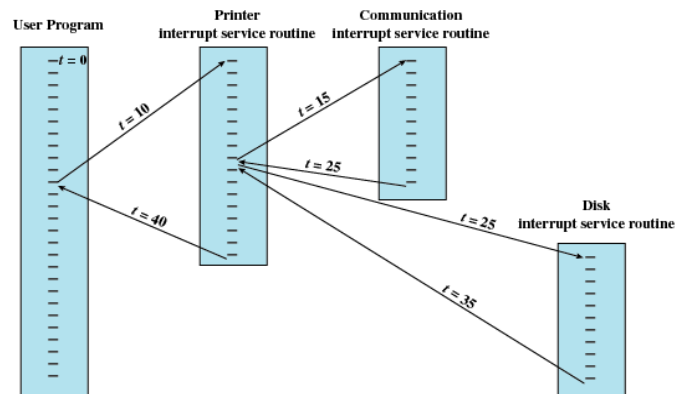 User Program
Printer
interrupt service routine
Communication
interrupt service routine
t = 0
t = 10
t = 15
t = 25
t = 40
t = 25
Disk
interrupt service routine
t = 35